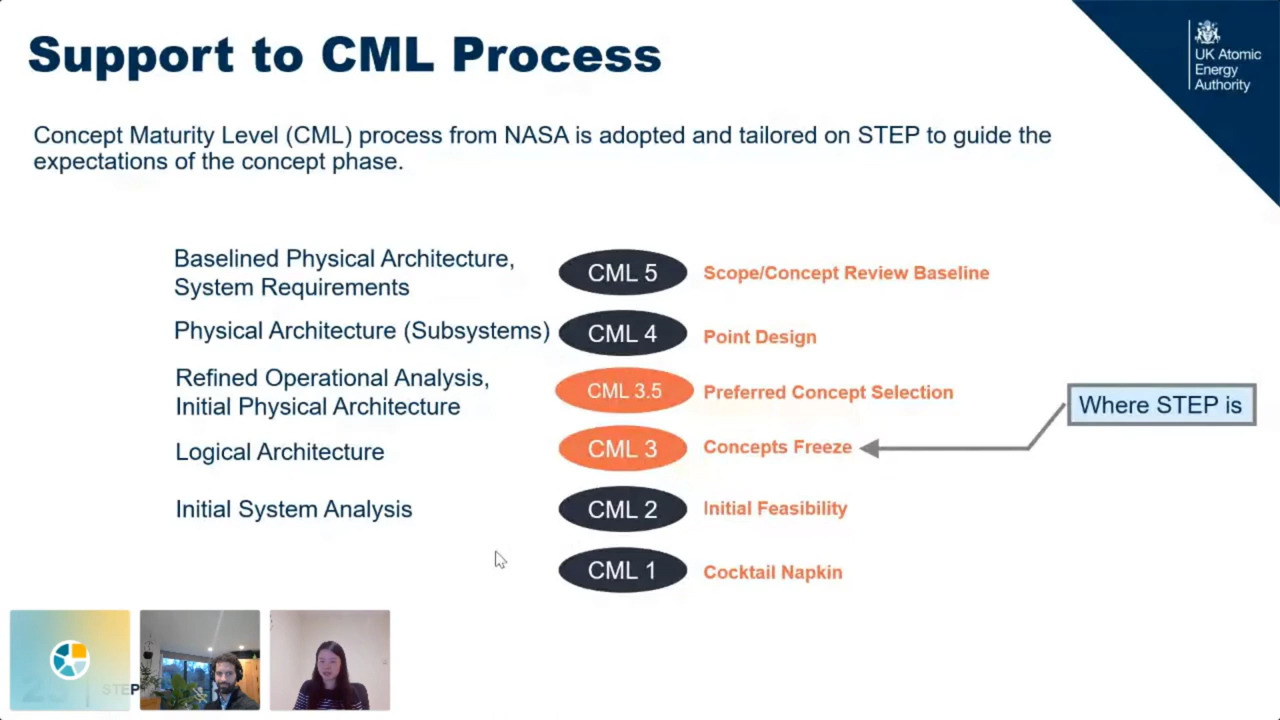 Support to CML Process
UK Atomic
Energy
Authority
Concept Maturity Level (CML) process from NASA is adopted and tailored on STEP to guide the
expectations of the concept phase.
Baselined Physical Architecture,
System Requirements
CML 5
Scope/Concept Review Baseline
Physical Architecture (Subsystems)
CML 4
Point Design
Refined Operational Analysis,
Initial Physical Architecture
CML 3.5
Preferred Concept Selection
Where STEP is
Logical Architecture
CML 3
Concepts Freeze
Initial System Analysis
CML 2
Initial Feasibility
CML 1
Cocktail Napkin
STEP